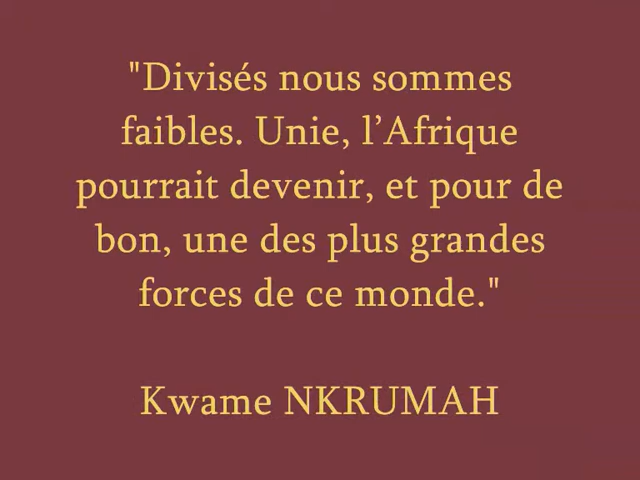 "Divisés nous sommes
faibles. Unie, l’Afrique
pourrait devenir, et pour de
bon, une des plus grandes
forces de ce monde."
Kwame NKRUMAH